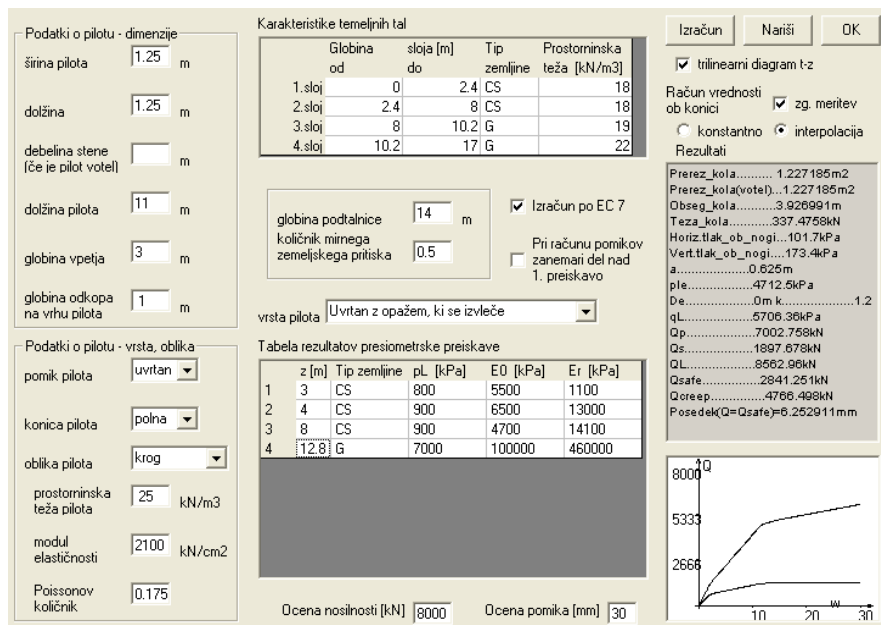 Podatki o pilotu - dimenzije
širina pilota 1.25 m
dolžina 1.25 m
debelina stene
(če je pilot votel) m
dolžina pilota 11 m
globina vpetja 3 m
globina odkopa
na vrhu pilota 1 m
Podatki o pilotu - vrsta, oblika
pomik pilota uvrtan
konica pilota polna
oblika pilota krog
prostorninska
teža pilota 25 kN/m3
modul
elastičnosti 2100 kN/cm2
Poissonov
količnik 0.175
Karakteristike temeljnih tal
Globina sloja [m] Tip Prostorninska
od do zemljine teža [kN/m3]
1.sloj 0 2.4 CS 18
2.sloj 2.4 8 CS 18
3.sloj 8 10.2 G 19
4.sloj 10.2 17 G 22
globina podtalnice 14 m
količnik mirnega
zemeljskega pritiska 0.5
Izračun po EC 7
Pri računu pomikov
zanemari del nad
1. preiskavo
vrsta pilota Uvrtan z opažem, ki se izvleče
Tabela rezultatov presiometrske preiskave
z [m] Tip zemljine pL [kPa] E0 [kPa] Er [kPa]
1 3 CS 800 5500 1100
2 4 CS 900 6500 13000
3 8 CS 900 4700 14100
4 12.8 G 7000 100000 460000
Ocena nosilnosti [kN] 8000 Ocena pomika [mm] 30
Izračun Nariši OK
trilinearni diagram t-z
Račun vrednosti
ob konici zg. meritev
konstantno interpolacija
Rezultati
Prerez_kola.......... 1.227185m2
Prerez_kola(votel)...1.227185m2
Obseg_kola...........3.926991m
Teza_kola............337.4758kN
Horiz.tlak_ob_nogi...101.7kPa
Vert.tlak_ob_nogi....173.4kPa
a....................0.625m
ple..................4712.5kPa
De...................0m k..................1.2
qL...................5706.36kPa
Qp...................7002.758kN
Qs...................1897.678kN
QL...................8562.96kN
Qsafe................2841.251kN
Qcreep...............4766.498kN
Posedek(Q=Qsafe)=6.252911mm
Q
8000
5333
2666
w
10 20 30